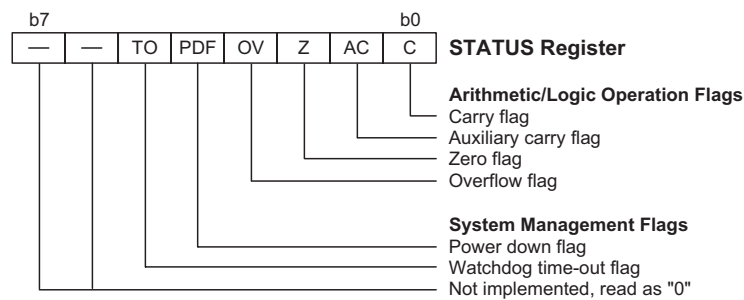 b7 b0
— — TO PDF OV Z AC C STATUS Register
Arithmetic/Logic Operation Flags
Carry flag
Auxiliary carry flag
Zero flag
Overflow flag
System Management Flags
Power down flag
Watchdog time-out flag
Not implemented, read as "0"